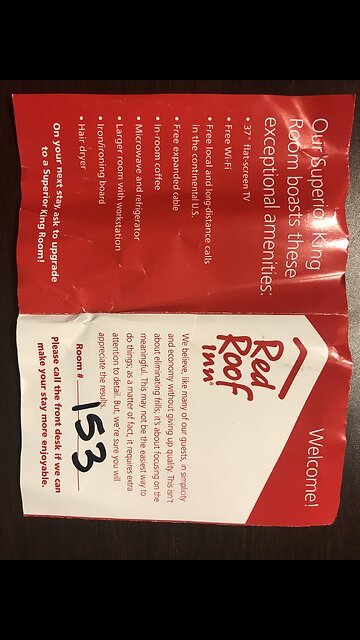 Our Superior King
Room boasts these
exceptional amenities:
• 37" flat-screen TV
• Free Wi-Fi
• Free local and long-distance calls
in the continental U.S.
• Free expanded cable
• In-room coffee
• Microwave and refrigerator
• Larger room with workstation
• Iron/ironing board
• Hair dryer
On your next stay ask to upgrade
to a Superior King Room!
Welcome!
Red
Roof
inn®
We believe, like many of our guests, in simplicity
and economy without giving up quality. This isn't
about eliminating frills; it's about focusing on the
meaningful. This may not be the easiest way to
do things; as a matter of fact, it requires extra
attention to detail. But, we're sure you will
appreciate the results.
Room # 153
Please call the front desk if we can
make your stay more enjoyable.